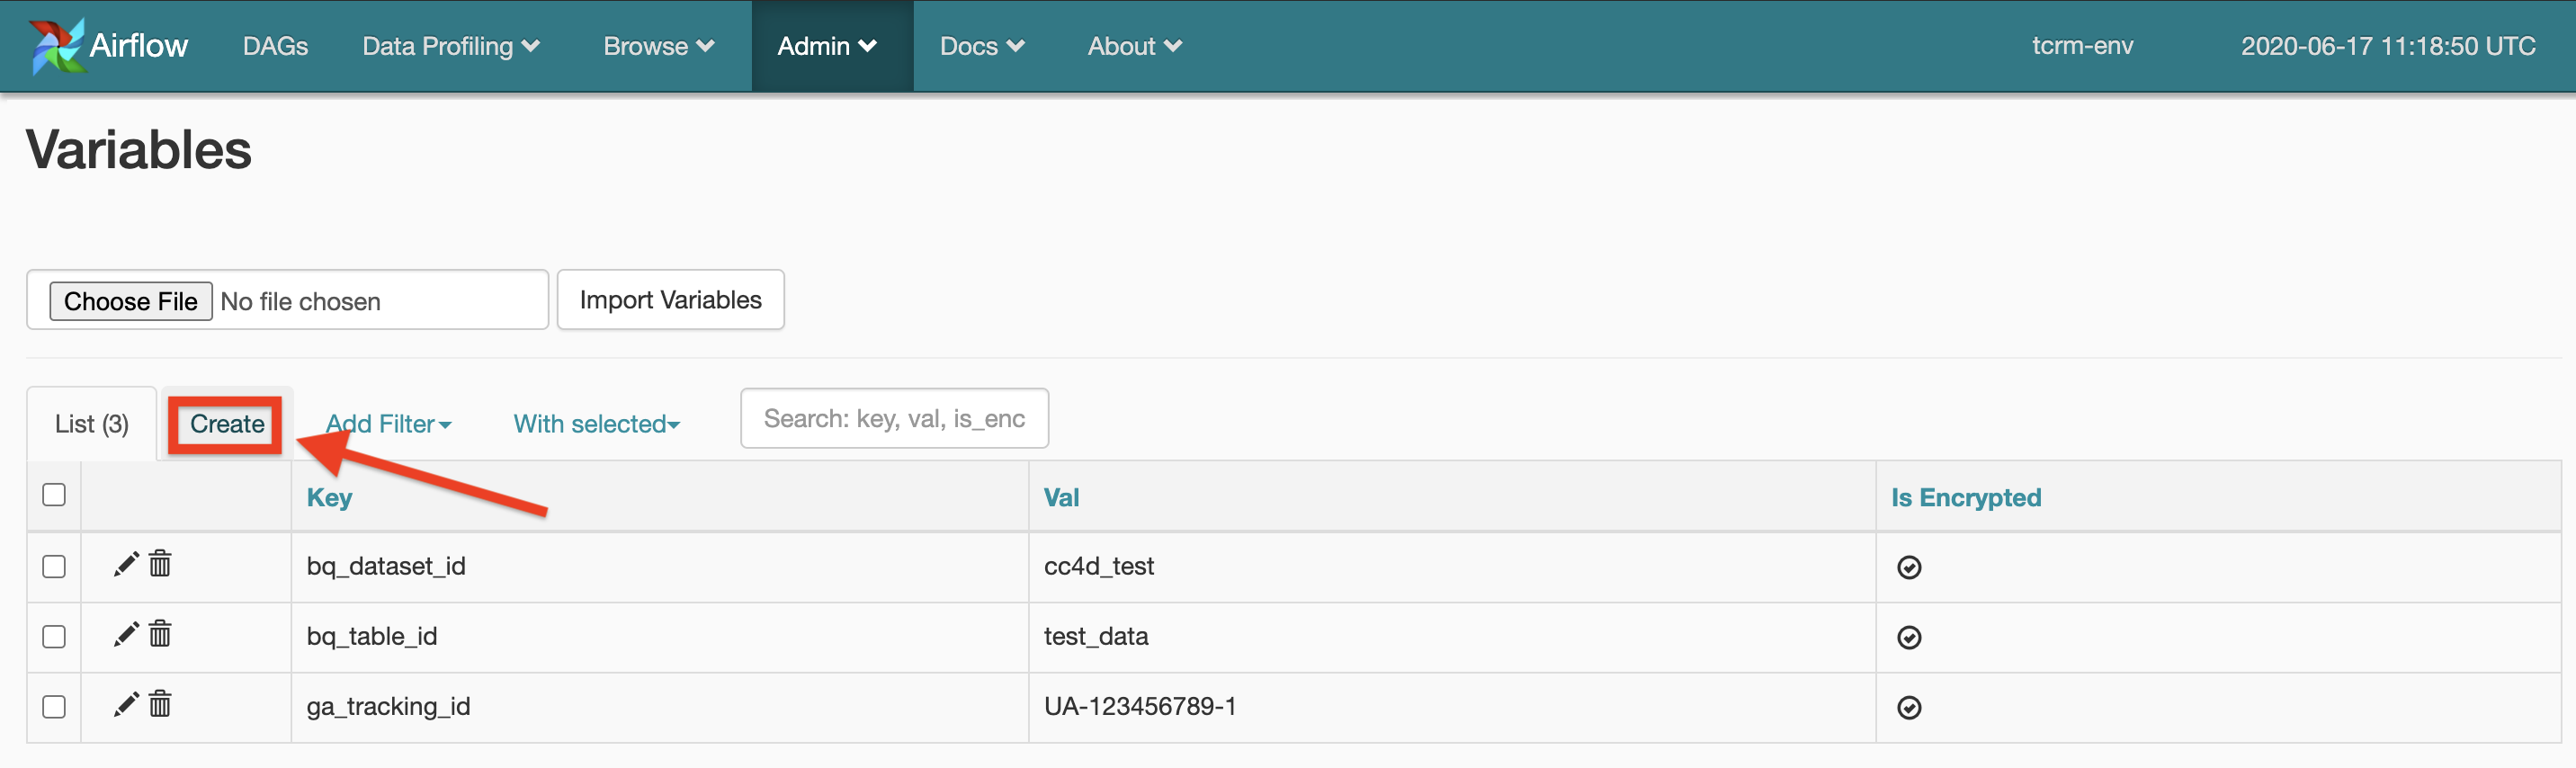 Airflow DAGs Data Profiling Browse Admin Docs About tcrm-env 2020-06-17 11:18:50 UTC
Variables
Choose File No file chosen Import Variables
List (3) Create Add Filter With selected Search: key, val, is_enc
Key Val Is Encrypted
bq_dataset_id cc4d_test
bq_table_id test_data
ga_tracking_id UA-123456789-1